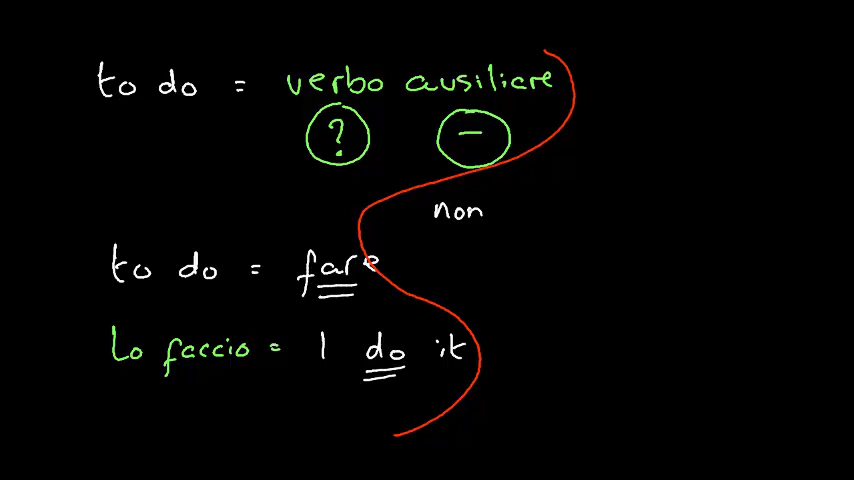 to do = verbo ausiliare
? −
non
to do = fare
Lo faccio = I do it